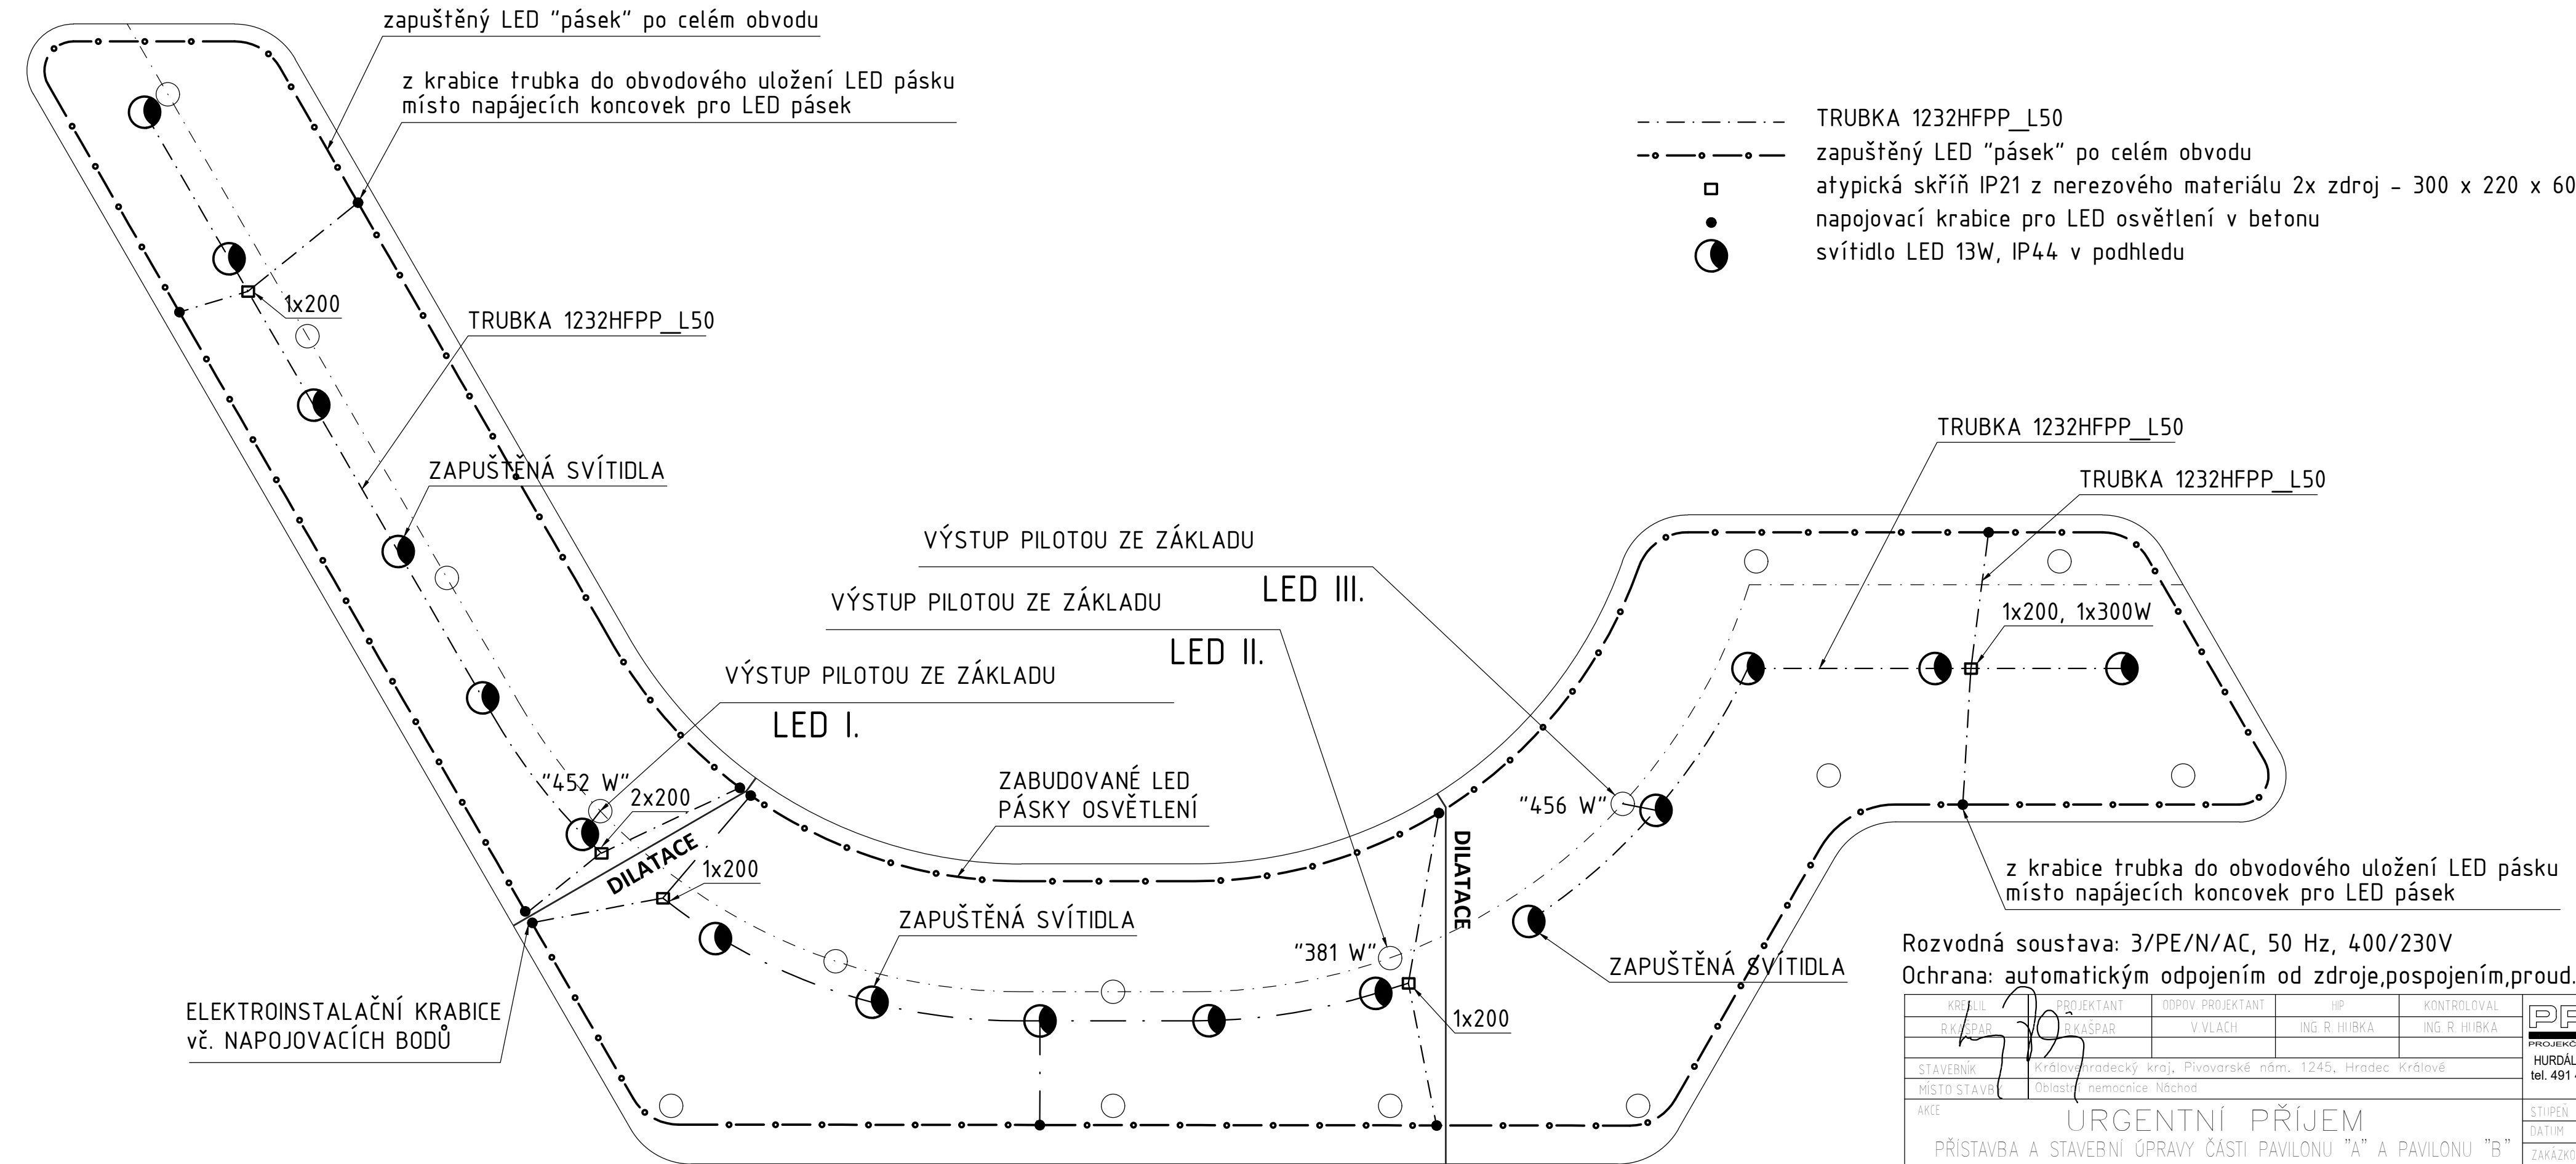 zapuštěný LED "pásek" po celém obvodu
z krabice trubka do obvodového uložení LED pásku
místo napájecích koncovek pro LED pásek
TRUBKA 1232HFPP_L50
zapuštěný LED "pásek" po celém obvodu
atypická skříň IP21 z nerezového materiálu 2x zdroj - 300 x 220 x 60
napojovací krabice pro LED osvětlení v betonu
svítidlo LED 13W, IP44 v podhledu
1x200
TRUBKA 1232HFPP_L50
ZAPUŠTĚNÁ SVÍTIDLA
TRUBKA 1232HFPP_L50
TRUBKA 1232HFPP_L50
VÝSTUP PILOTOU ZE ZÁKLADU
LED III.
VÝSTUP PILOTOU ZE ZÁKLADU
LED II.
1x200, 1x300W
VÝSTUP PILOTOU ZE ZÁKLADU
LED I.
"452 W"
2x200
ZABUDOVANÉ LED
PÁSKY OSVĚTLENÍ
"456 W"
DILATACE
DILATACE
1x200
z krabice trubka do obvodového uložení LED pásku
místo napájecích koncovek pro LED pásek
ZAPUŠTĚNÁ SVÍTIDLA
"381 W"
ZAPUŠTĚNÁ SVÍTIDLA
1x200
ELEKTROINSTALAČNÍ KRABICE
vč. NAPOJOVACÍCH BODŮ
Rozvodná soustava: 3/PE/N/AC, 50 Hz, 400/230V
Ochrana: automatickým odpojením od zdroje,pospojením,proud.
KRESLIL PROJEKTANT ODPOV.PROJEKTANT HIP KONTROLOVAL
R.KAŠPAR R.KAŠPAR V.VLACH ING. R. HUBKA ING. R. HUBKA
PROJEKČ
HURDÁL
tel. 491
STAVEBNÍK Královehradecký kraj, Pivovarské nám. 1245, Hradec Králové
MÍSTO STAVBY Oblastní nemocnice Náchod
AKCE
URGENTNÍ PŘÍJEM
PŘÍSTAVBA A STAVEBNÍ ÚPRAVY ČÁSTI PAVILONU "A" A PAVILONU "B"
STUPEŇ
DATUM
ZAKÁZKO